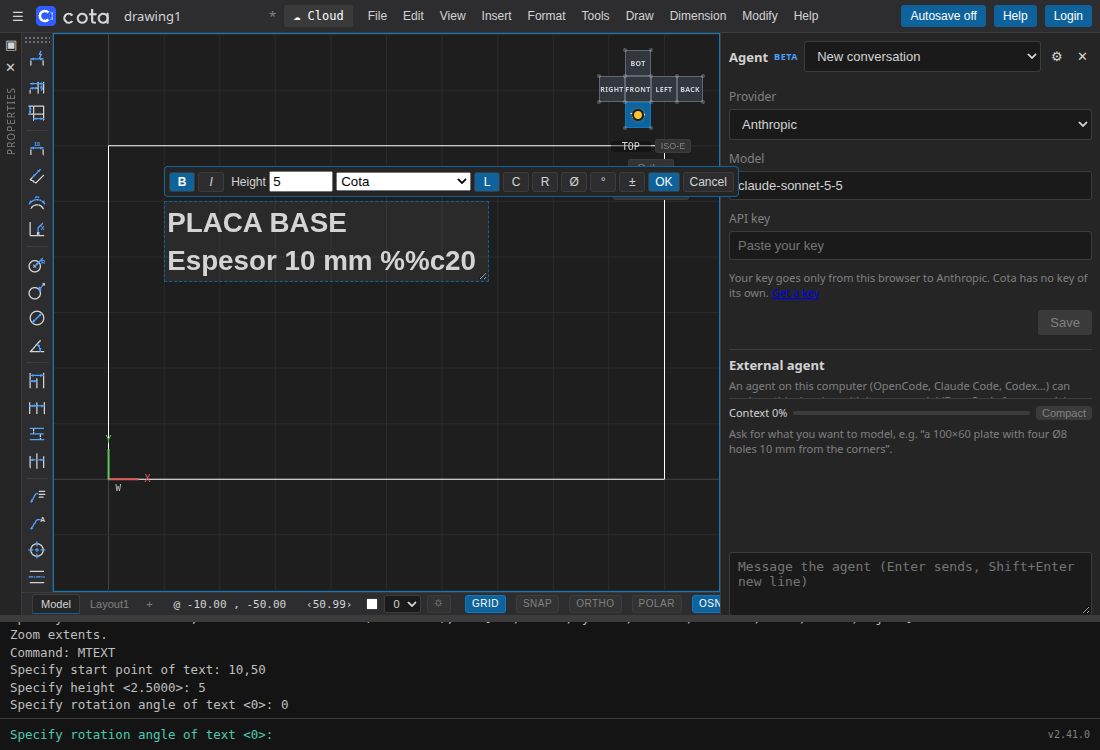 ☰ cota drawing1 * ☁ Cloud File Edit View Insert Format Tools Draw Dimension Modify Help Autosave off Help Login
PROPERTIES
BOT
RIGHT FRONT LEFT BACK
TOP ISO-E
B I Height 5 Cota L C R Ø ° ± OK Cancel
PLACA BASE
Espesor 10 mm %%c20
Y
X
W
Model Layout1 + @ -10.00 , -50.00 ‹50.99› 0 GRID SNAP ORTHO POLAR OSN
Agent BETA New conversation ⚙ ✕
Provider
Anthropic
Model
claude-sonnet-5-5
API key
Paste your key
Your key goes only from this browser to Anthropic. Cota has no key of
its own. Get a key
Save
External agent
An agent on this computer (OpenCode, Claude Code, Codex...) can
Context 0% Compact
Ask for what you want to model, e.g. “a 100×60 plate with four Ø8
holes 10 mm from the corners”.
Message the agent (Enter sends, Shift+Enter
new line)
Zoom extents.
Command: MTEXT
Specify start point of text: 10,50
Specify height <2.5000>: 5
Specify rotation angle of text <0>: 0
Specify rotation angle of text <0>:
v2.41.0